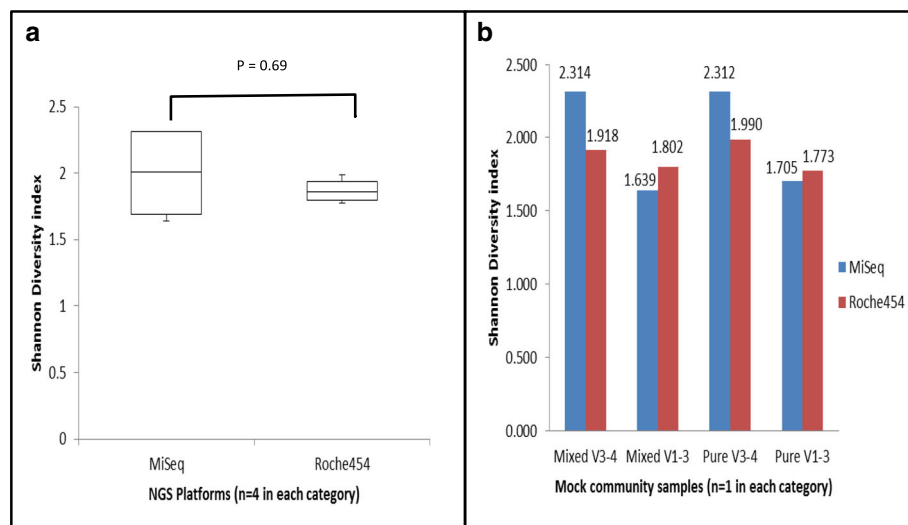 a
P = 0.69
2.5
2
1.5
1
0.5
0
Shannon Diversity index
MiSeq
Roche454
NGS Platforms (n=4 in each category)
b
2.500
2.000
1.500
1.000
0.500
0.000
Shannon Diversity index
2.314
1.918
1.639
1.802
2.312
1.990
1.705
1.773
MiSeq
Roche454
Mixed V3-4
Mixed V1-3
Pure V3-4
Pure V1-3
Mock community samples (n=1 in each category)